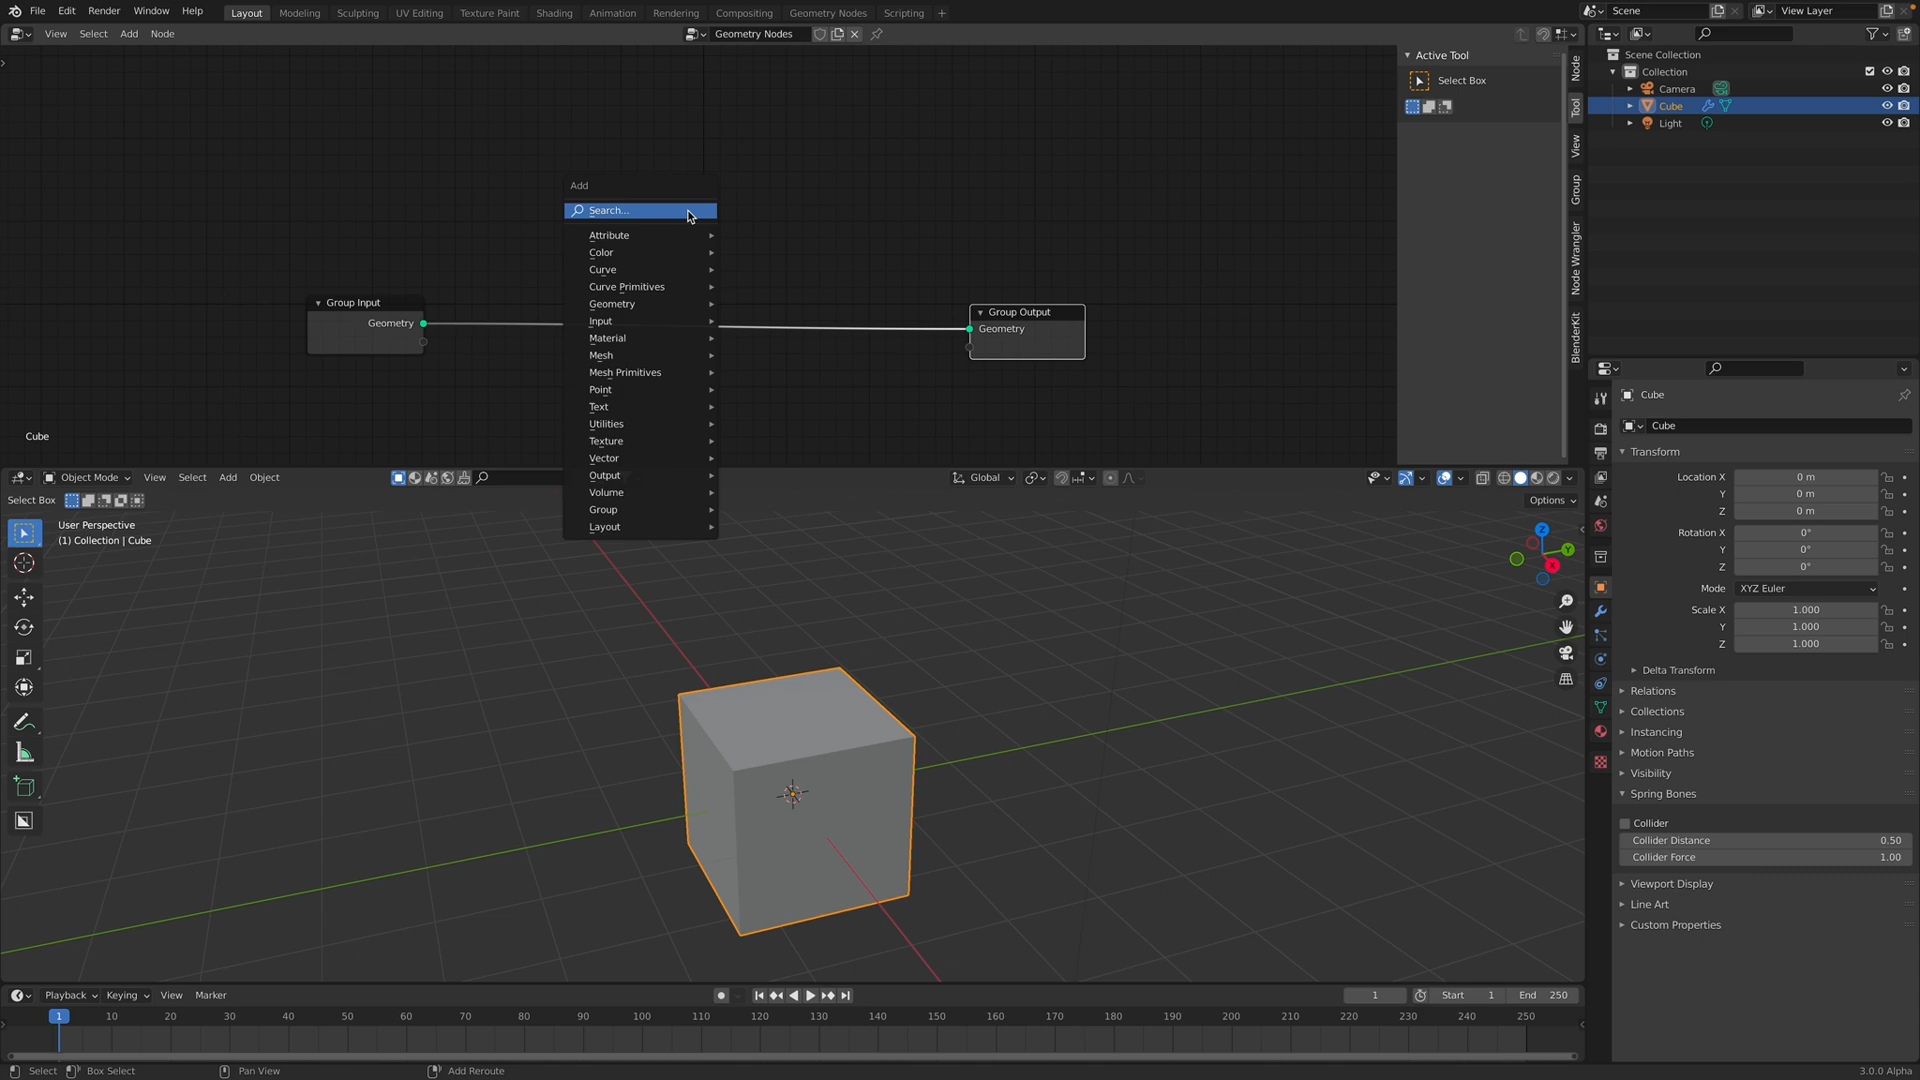 File Edit Render Window Help Layout Modeling Sculpting UV Editing Texture Paint Shading Animation Rendering Compositing Geometry Nodes Scripting + Scene View Layer
View Select Add Node Geometry Nodes
Active Tool
Select Box
Node
Tool
View
Group
Node Wrangler
BlenderKit
Add
Search...
Attribute
Color
Curve
Curve Primitives
Geometry
Input
Material
Mesh
Mesh Primitives
Point
Text
Utilities
Texture
Vector
Output
Volume
Group
Layout
Group Input
Geometry
Group Output
Geometry
Cube
Scene Collection
Collection
Camera
Cube
Light
Object Mode View Select Add Object Global
Select Box Options
User Perspective
(1) Collection | Cube
Z
Y
X
Cube
Cube
Transform
Location X 0 m
Y 0 m
Z 0 m
Rotation X 0°
Y 0°
Z 0°
Mode XYZ Euler
Scale X 1.000
Y 1.000
Z 1.000
Delta Transform
Relations
Collections
Instancing
Motion Paths
Visibility
Spring Bones
Collider
Collider Distance 0.50
Collider Force 1.00
Viewport Display
Line Art
Custom Properties
Playback Keying View Marker 1 Start 1 End 250
1 10 20 30 40 50 60 70 80 90 100 110 120 130 140 150 160 170 180 190 200 210 220 230 240 250
Select Box Select Pan View Add Reroute 3.0.0 Alpha